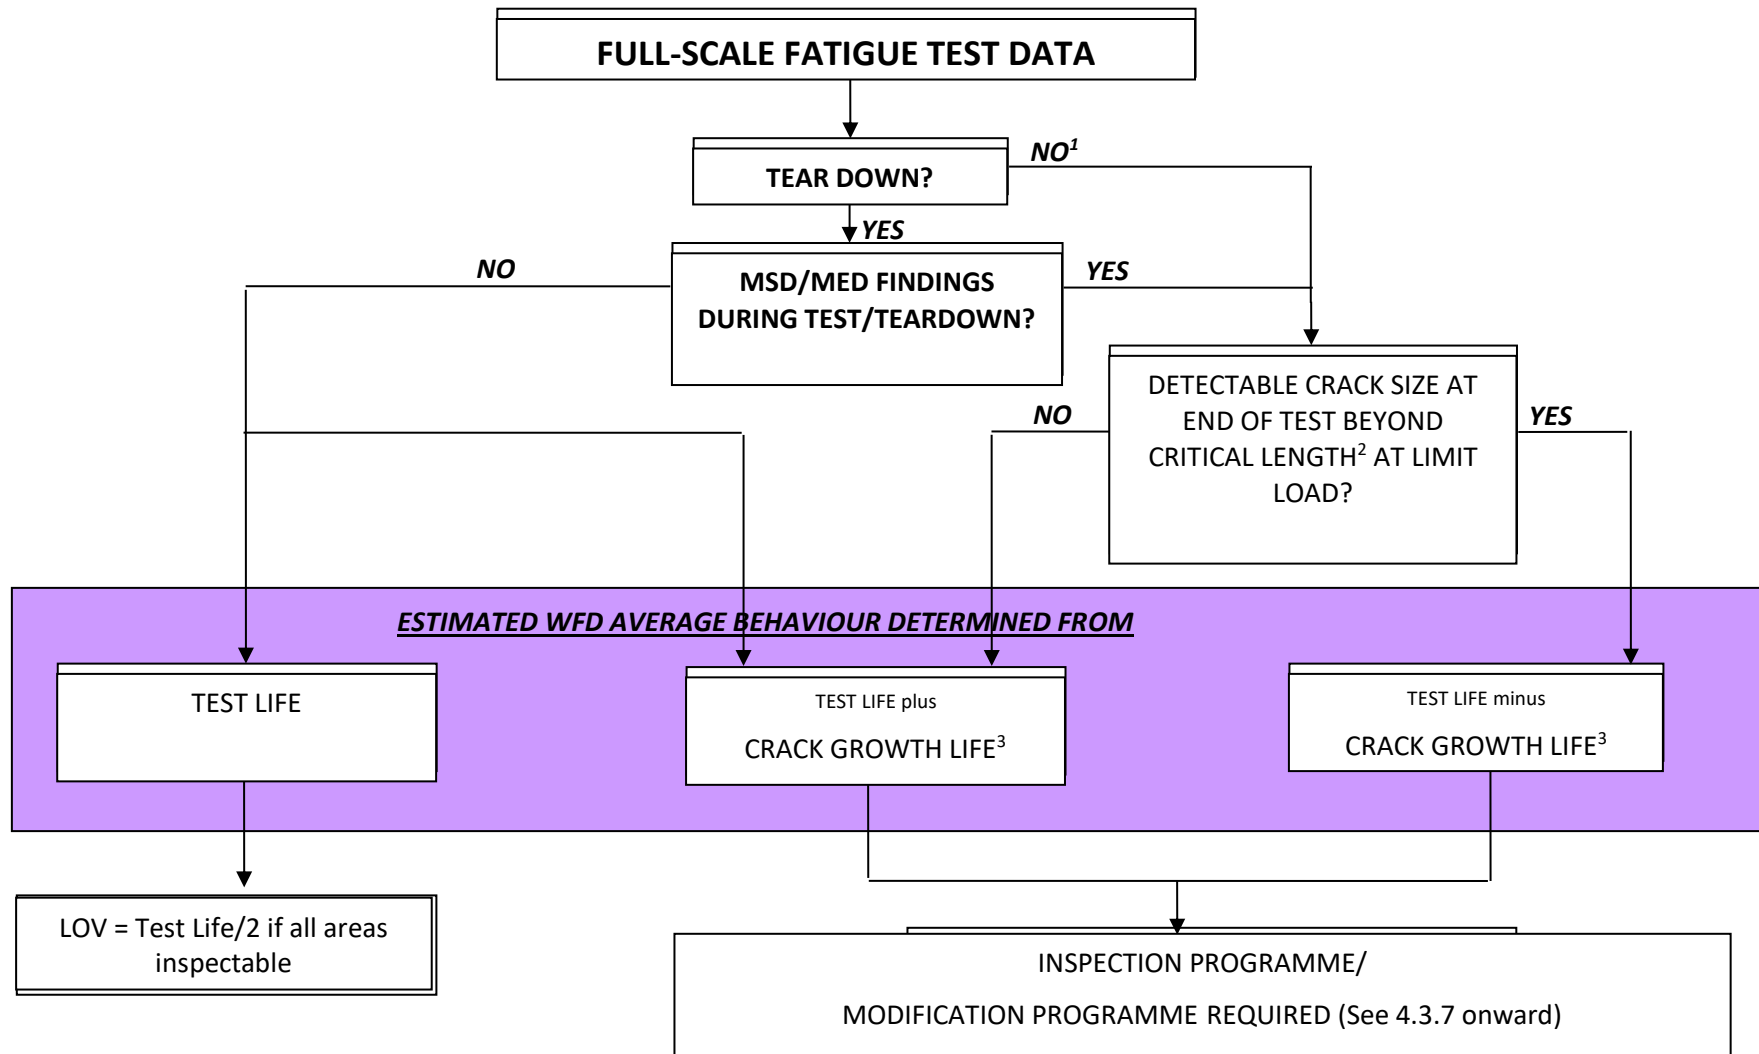 FULL-SCALE FATIGUE TEST DATA
TEAR DOWN?
NO¹
YES
MSD/MED FINDINGS
DURING TEST/TEARDOWN?
NO
YES
DETECTABLE CRACK SIZE AT
END OF TEST BEYOND
CRITICAL LENGTH² AT LIMIT
LOAD?
NO
YES
ESTIMATED WFD AVERAGE BEHAVIOUR DETERMINED FROM
TEST LIFE
TEST LIFE plus
CRACK GROWTH LIFE³
TEST LIFE minus
CRACK GROWTH LIFE³
LOV = Test Life/2 if all areas
inspectable
INSPECTION PROGRAMME/
MODIFICATION PROGRAMME REQUIRED (See 4.3.7 onward)